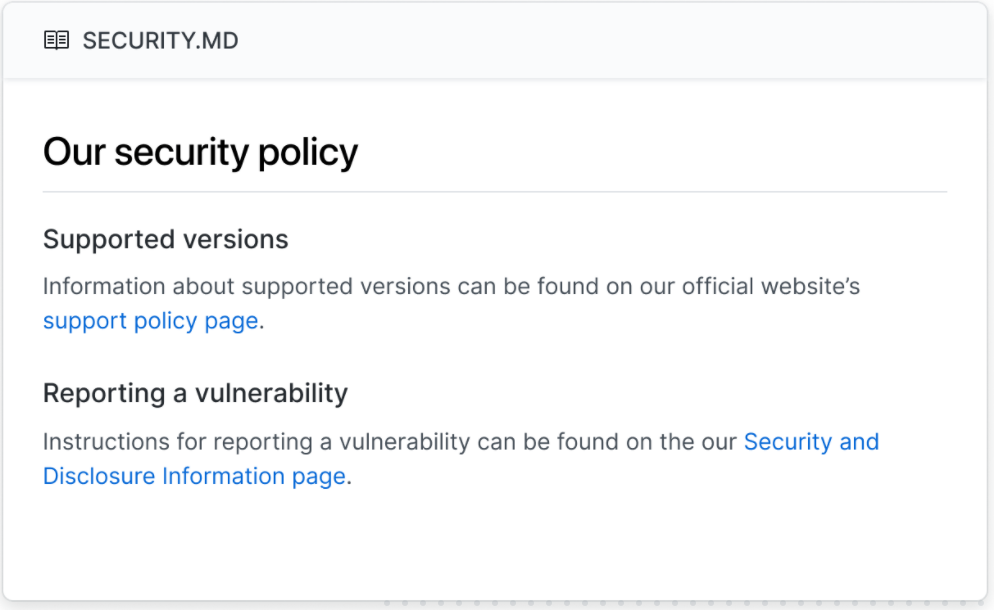 SECURITY.MD
Our security policy
Supported versions
Information about supported versions can be found on our official website’s
support policy page.
Reporting a vulnerability
Instructions for reporting a vulnerability can be found on the our Security and
Disclosure Information page.